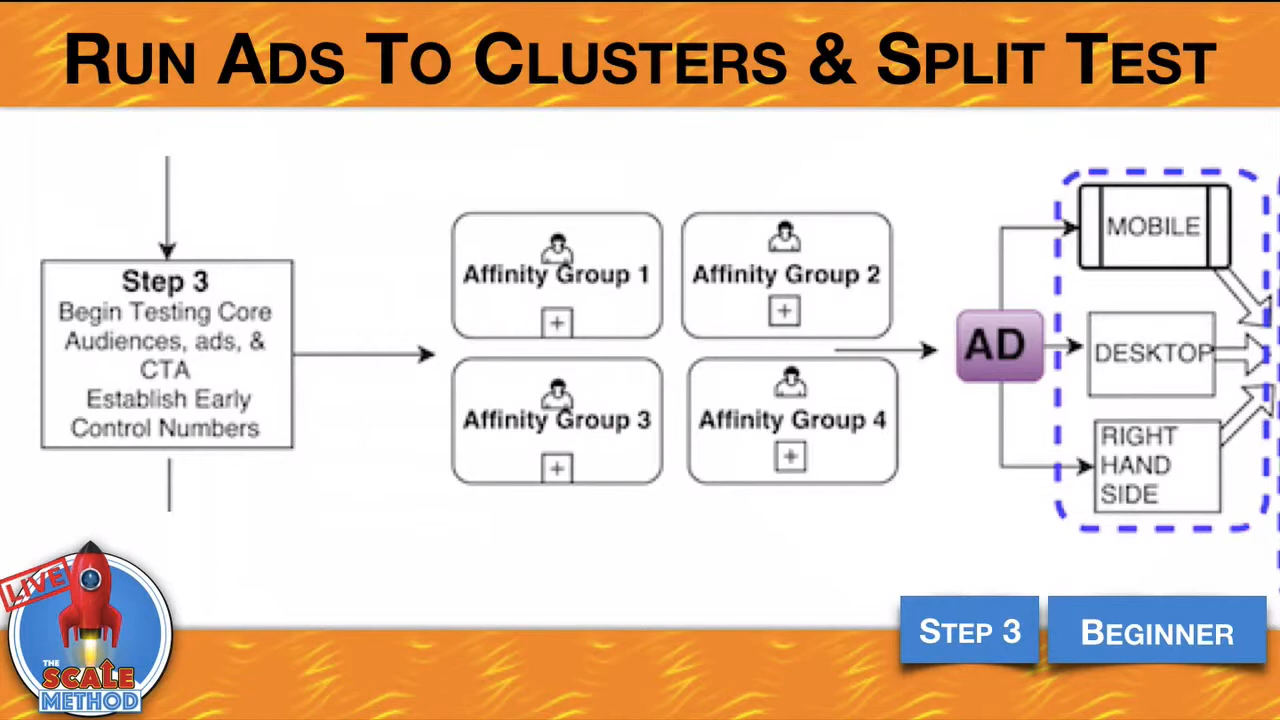 RUN ADS TO CLUSTERS & SPLIT TEST
Step 3
Begin Testing Core
Audiences, ads, &
CTA
Establish Early
Control Numbers
Affinity Group 1
+
Affinity Group 2
+
Affinity Group 3
+
Affinity Group 4
+
AD
MOBILE
DESKTOP
RIGHT
HAND
SIDE
LIVE
THE
SCALE
METHOD
STEP 3
BEGINNER